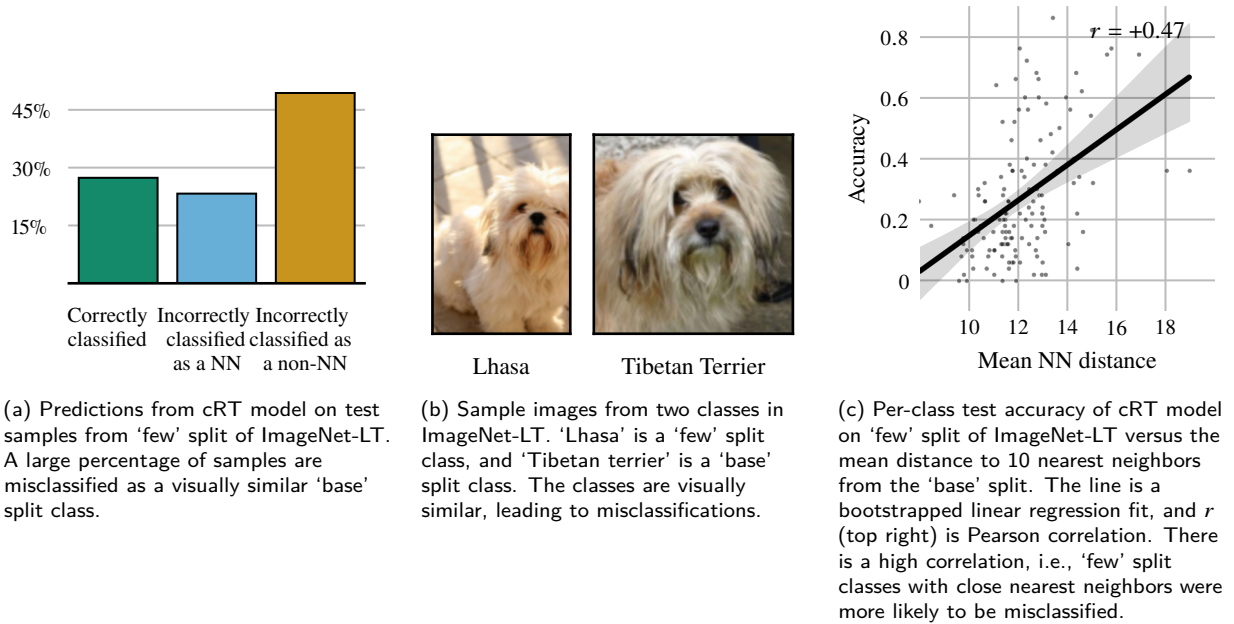 45%
30%
15%
Correctly Incorrectly Incorrectly
classified classified classified as
as a NN a non-NN
Lhasa
Tibetan Terrier
r = +0.47
Accuracy
0.8
0.6
0.4
0.2
0
10 12 14 16 18
Mean NN distance
(a) Predictions from cRT model on test
samples from ‘few’ split of ImageNet-LT.
A large percentage of samples are
misclassified as a visually similar ‘base’
split class.
(b) Sample images from two classes in
ImageNet-LT. ‘Lhasa’ is a ‘few’ split
class, and ‘Tibetan terrier’ is a ‘base’
split class. The classes are visually
similar, leading to misclassifications.
(c) Per-class test accuracy of cRT model
on ‘few’ split of ImageNet-LT versus the
mean distance to 10 nearest neighbors
from the ‘base’ split. The line is a
bootstrapped linear regression fit, and r
(top right) is Pearson correlation. There
is a high correlation, i.e., ‘few’ split
classes with close nearest neighbors were
more likely to be misclassified.